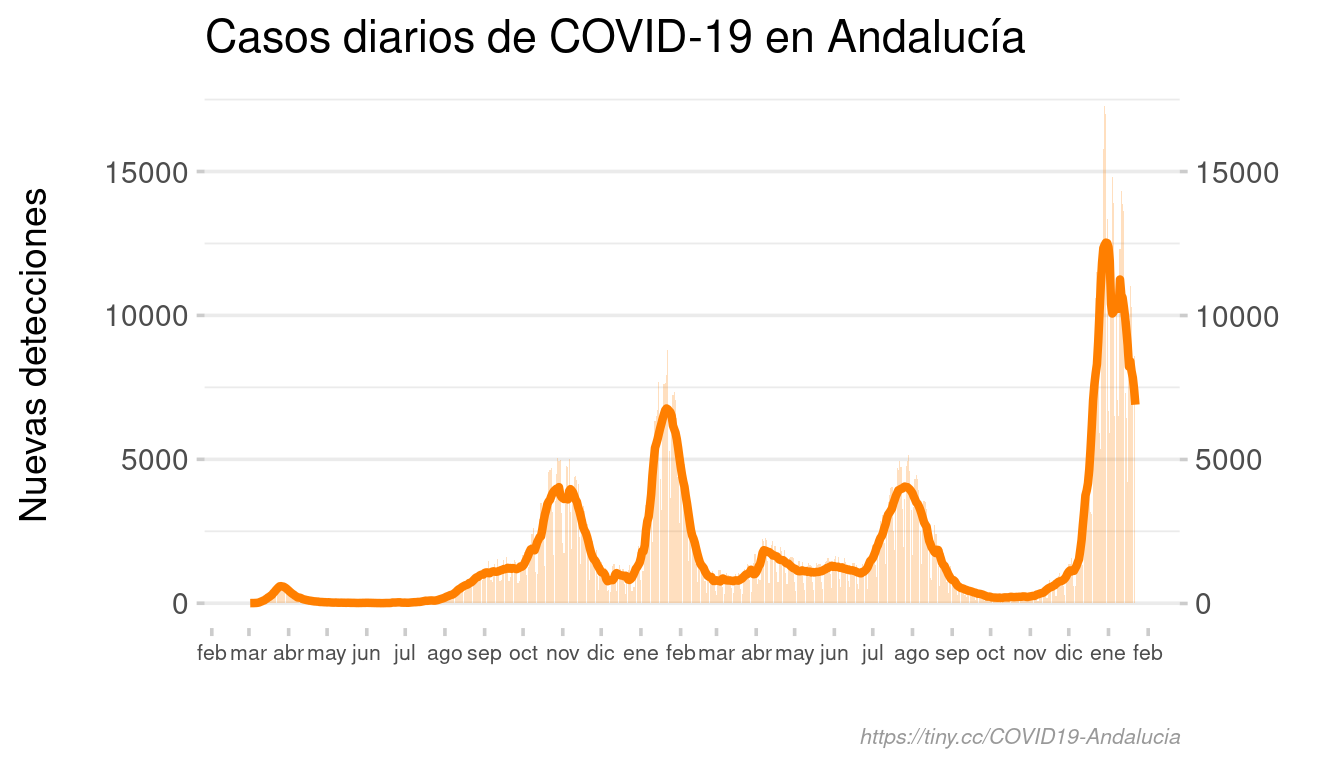 Casos diarios de COVID-19 en Andalucía
Nuevas detecciones
15000 15000
10000 10000
5000 5000
0 0
feb mar abr may jun jul ago sep oct nov dic ene feb mar abr may jun jul ago sep oct nov dic ene feb
https://tiny.cc/COVID19-Andalucia